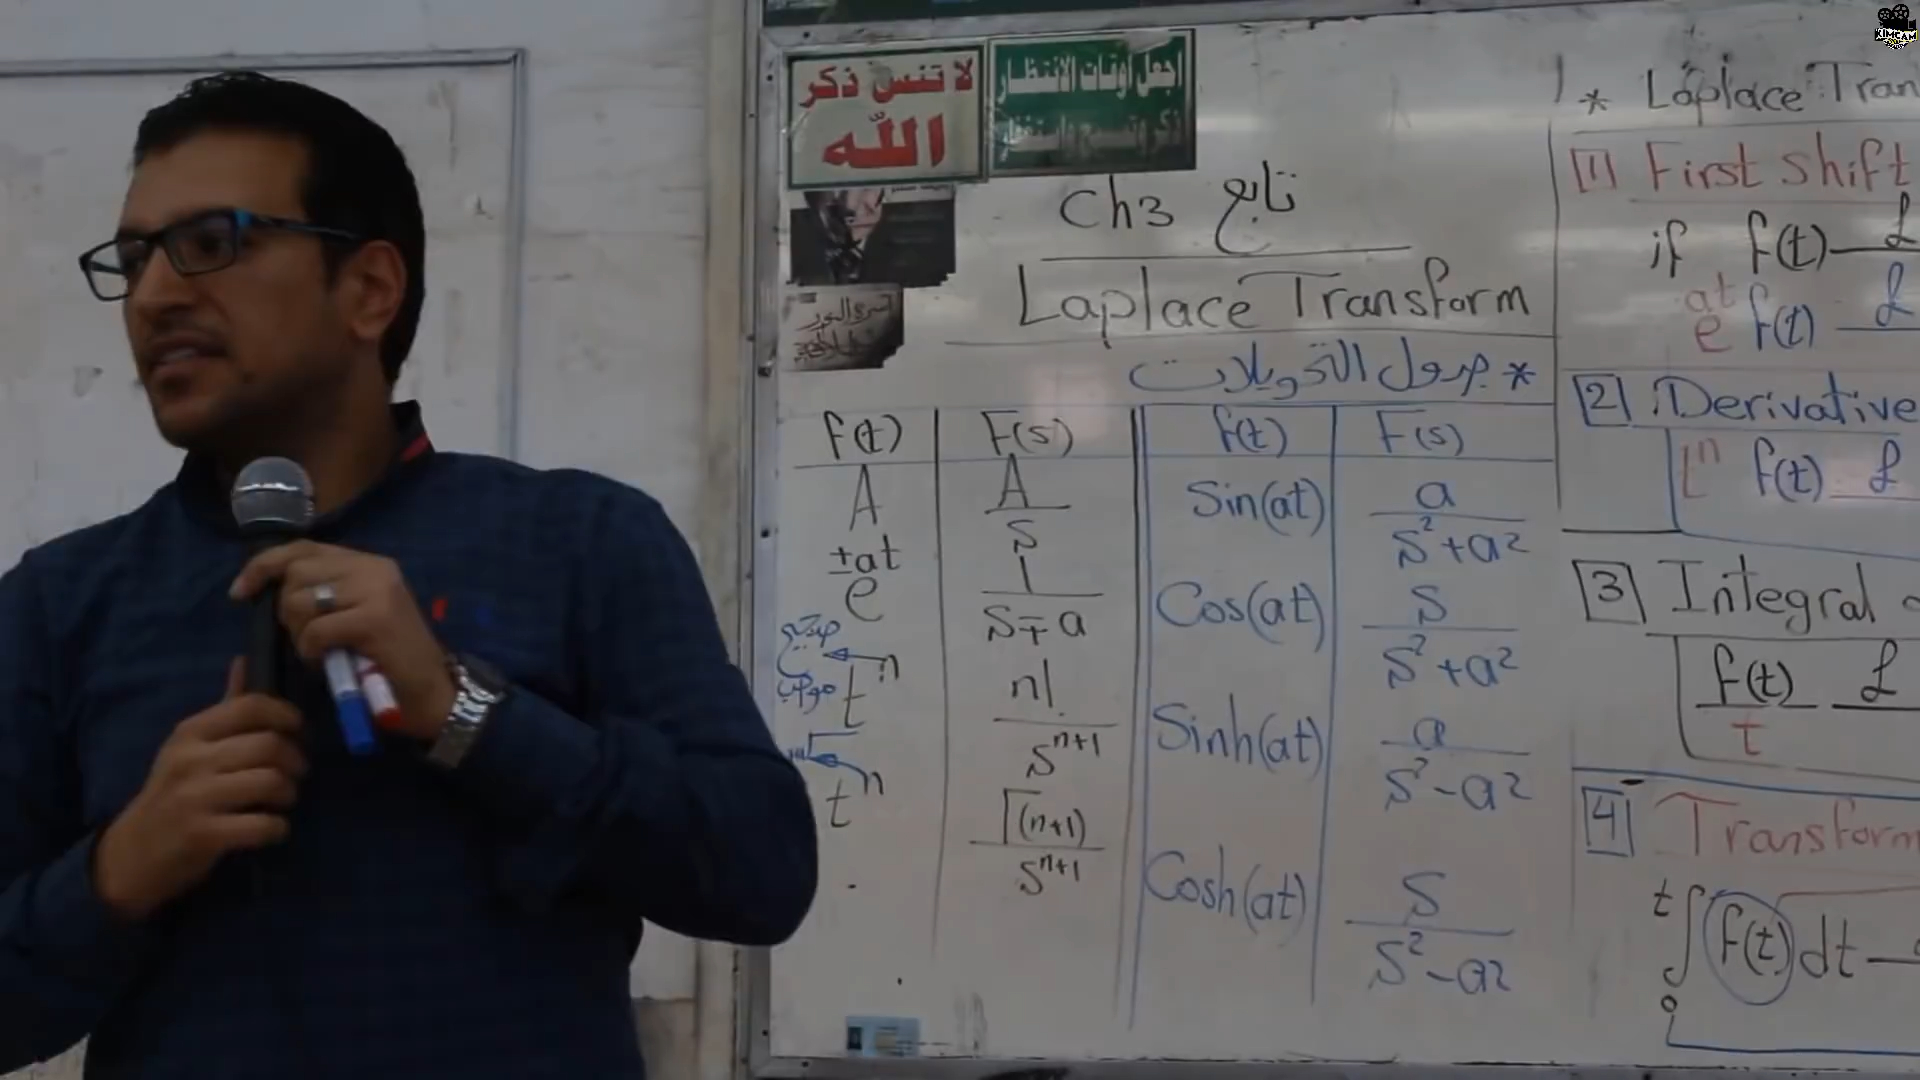 KIMCAM
لا تنس ذكر
الله
اجعل أوقات الانتظار
تابع Ch3
Laplace Transform
* جدول التحويلات
f(t) F(s) f(t) F(s)
A A/s Sin(at) a/(s²+a²)
e^±at 1/(s∓a) Cos(at) s/(s²+a²)
صحيح
موجب
t^n n!/s^(n+1) Sinh(at) a/(s²-a²)
t^n Γ(n+1)/s^(n+1) Cosh(at) s/(s²-a²)
* Laplace Tran
[1] First Shift
if f(t) ℒ
e^at f(t) ℒ
[2] Derivative
t^n f(t) ℒ
[3] Integral
f(t)/t ℒ
[4] Transform
∫₀^t f(t) dt